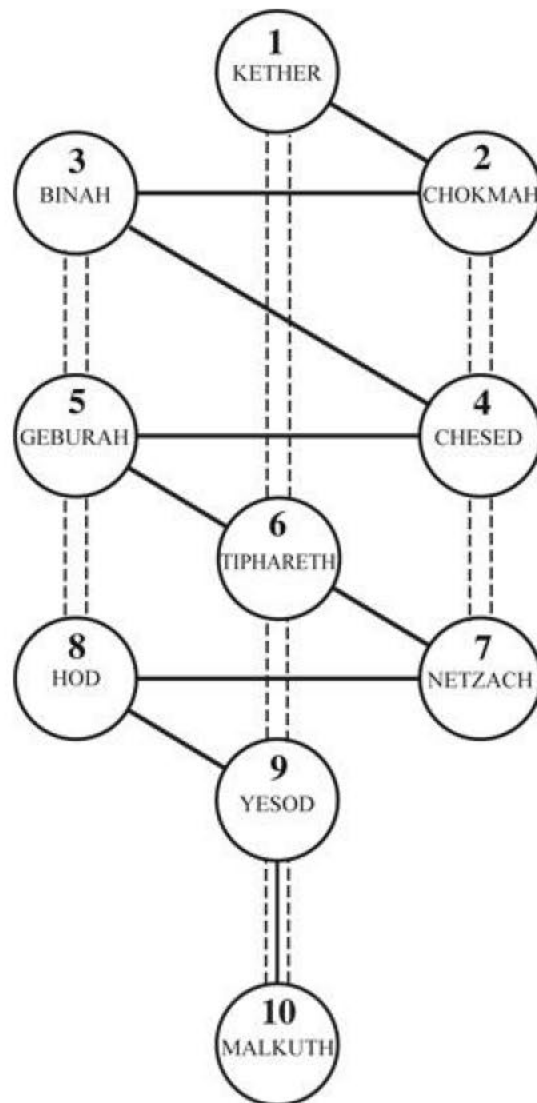 1
KETHER
2
CHOKMAH
3
BINAH
4
CHESED
5
GEBURAH
6
TIPHARETH
7
NETZACH
8
HOD
9
YESOD
10
MALKUTH